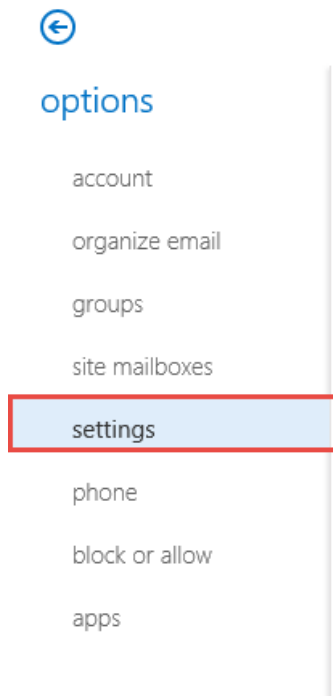 options
account
organize email
groups
site mailboxes
settings
phone
block or allow
apps